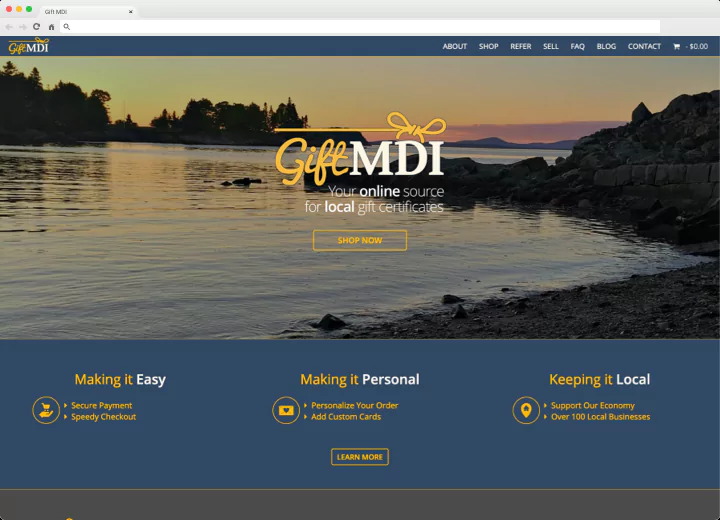 Gift MDI
GiftMDI
ABOUT SHOP REFER SELL FAQ BLOG CONTACT - $0.00
GiftMDI
Your online source
for local gift certificates
SHOP NOW
Making it Easy
Secure Payment
Speedy Checkout
Making it Personal
Personalize Your Order
Add Custom Cards
Keeping it Local
Support Our Economy
Over 100 Local Businesses
LEARN MORE